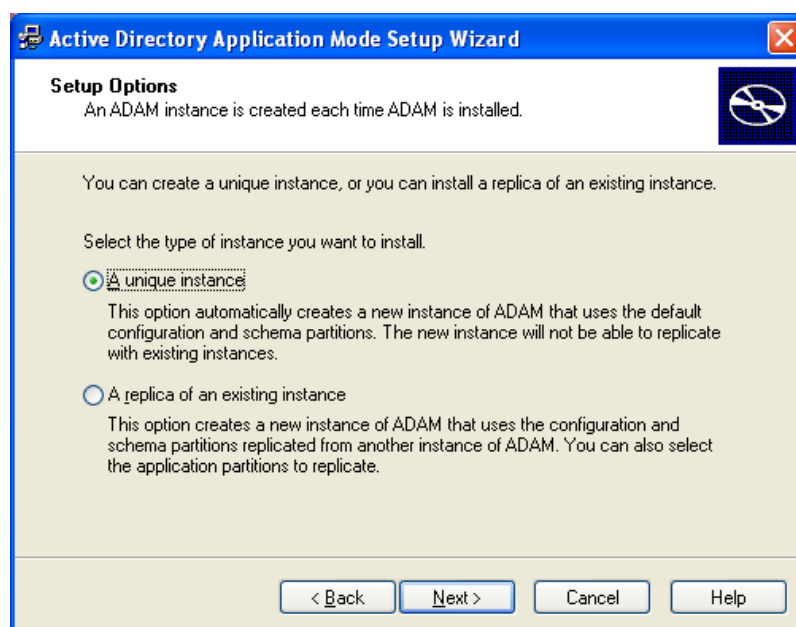 Active Directory Application Mode Setup Wizard
Setup Options
An ADAM instance is created each time ADAM is installed.
You can create a unique instance, or you can install a replica of an existing instance.
Select the type of instance you want to install.
A unique instance
This option automatically creates a new instance of ADAM that uses the default
configuration and schema partitions. The new instance will not be able to replicate
with existing instances.
A replica of an existing instance
This option creates a new instance of ADAM that uses the configuration and
schema partitions replicated from another instance of ADAM. You can also select
the application partitions to replicate.
< Back Next > Cancel Help